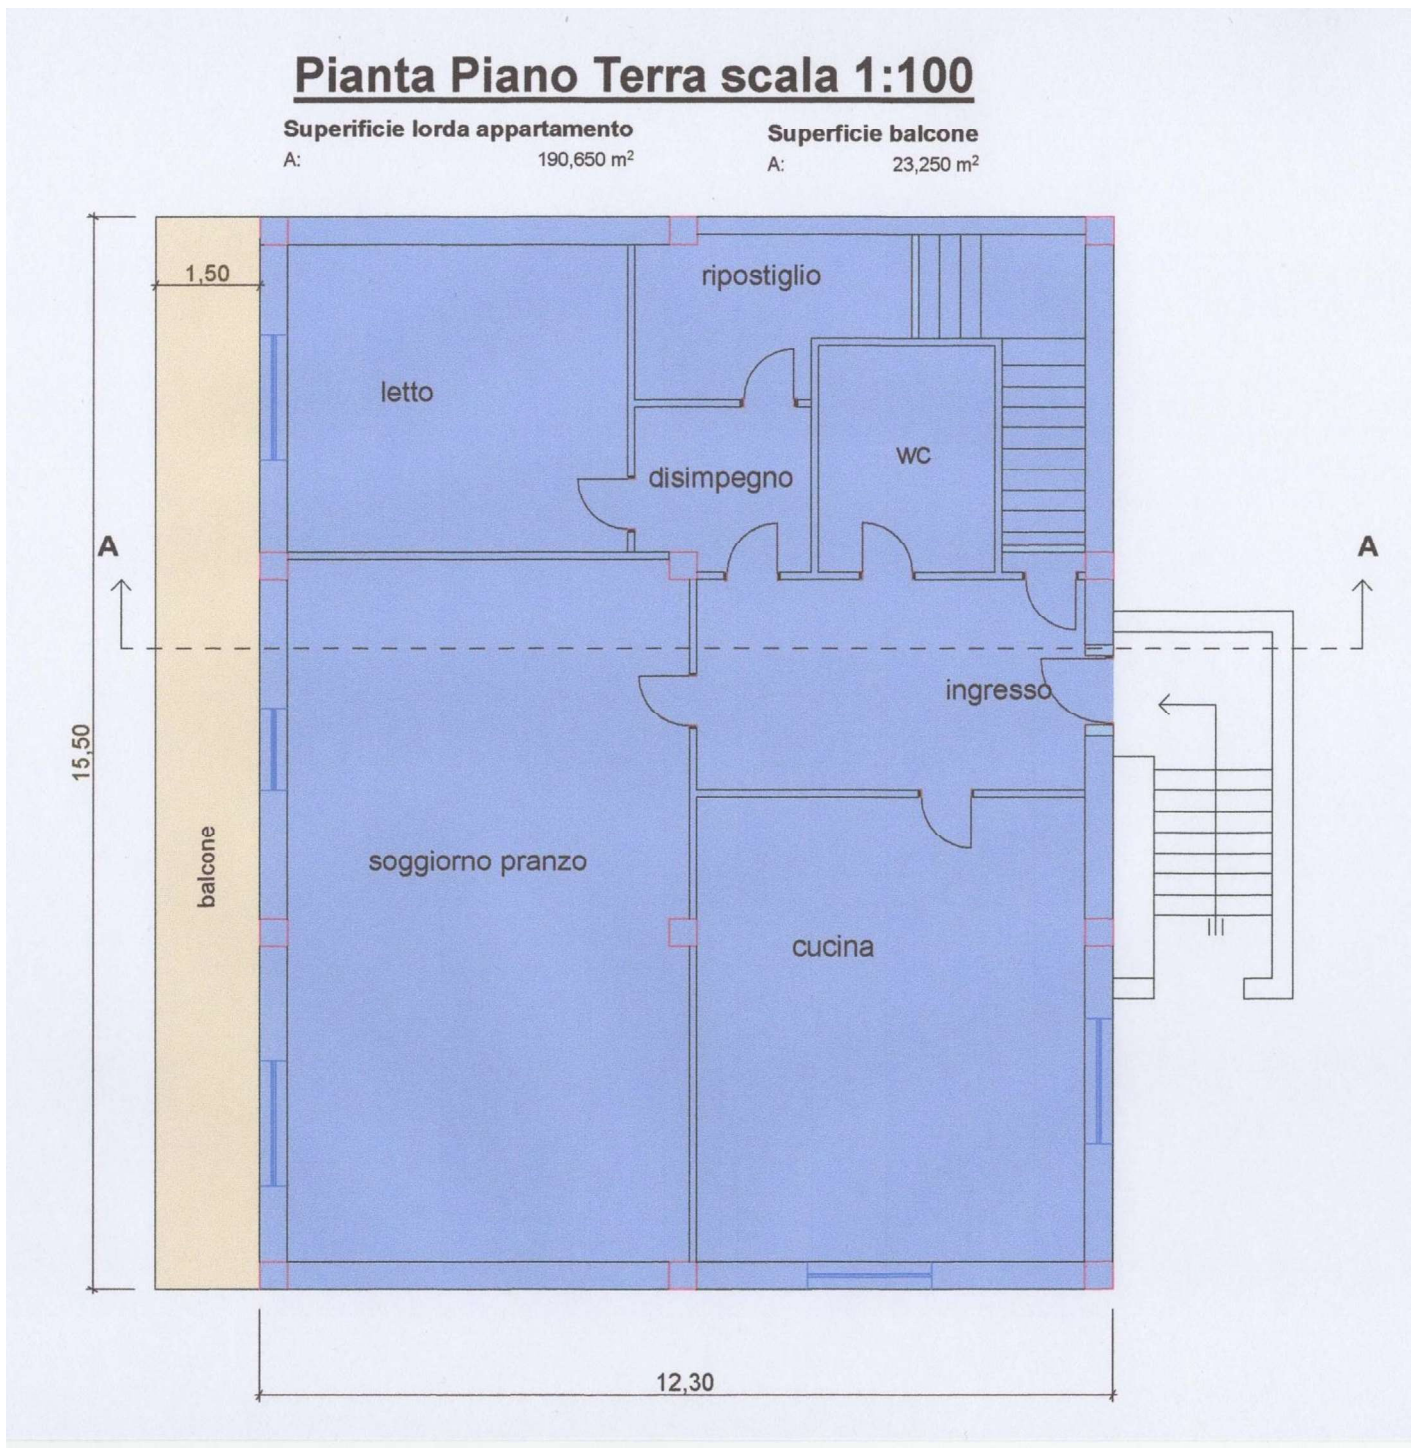 Pianta Piano Terra scala 1:100
Superificie lorda appartamento
A: 190,650 m²
Superficie balcone
A: 23,250 m²
1,50
ripostiglio
letto
wc
disimpegno
A
A
ingresso
15,50
balcone
soggiorno pranzo
cucina
12,30